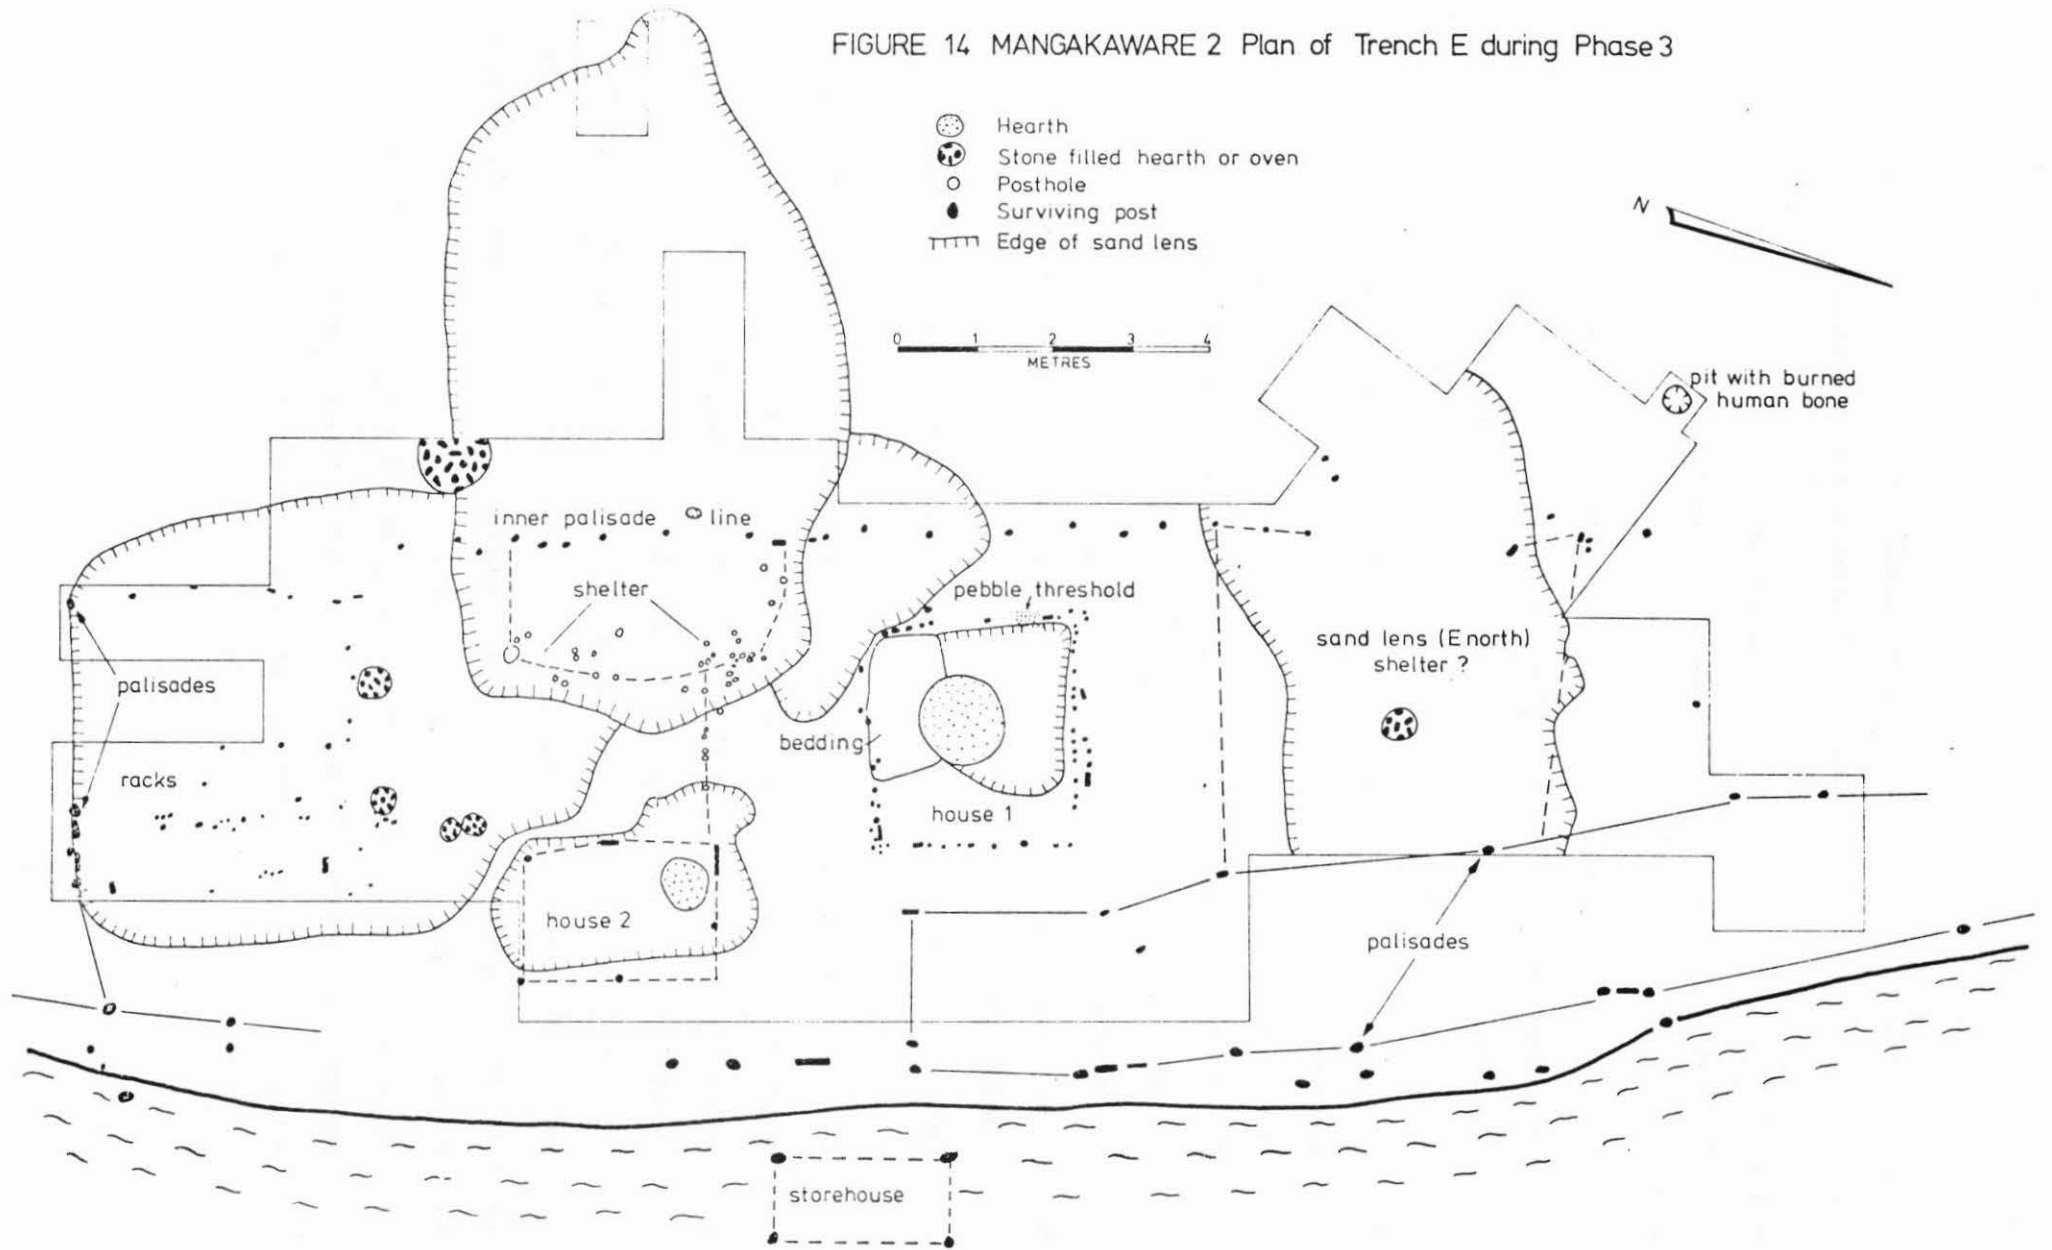 FIGURE 14 MANGAKAWARE 2 Plan of Trench E during Phase 3
Hearth
Stone filled hearth or oven
Posthole
Surviving post
Edge of sand lens
N
0 1 2 3 4
METRES
pit with burned
human bone
inner palisade line
shelter
pebble threshold
sand lens (E north)
shelter ?
palisades
bedding
racks
house 1
house 2
palisades
storehouse